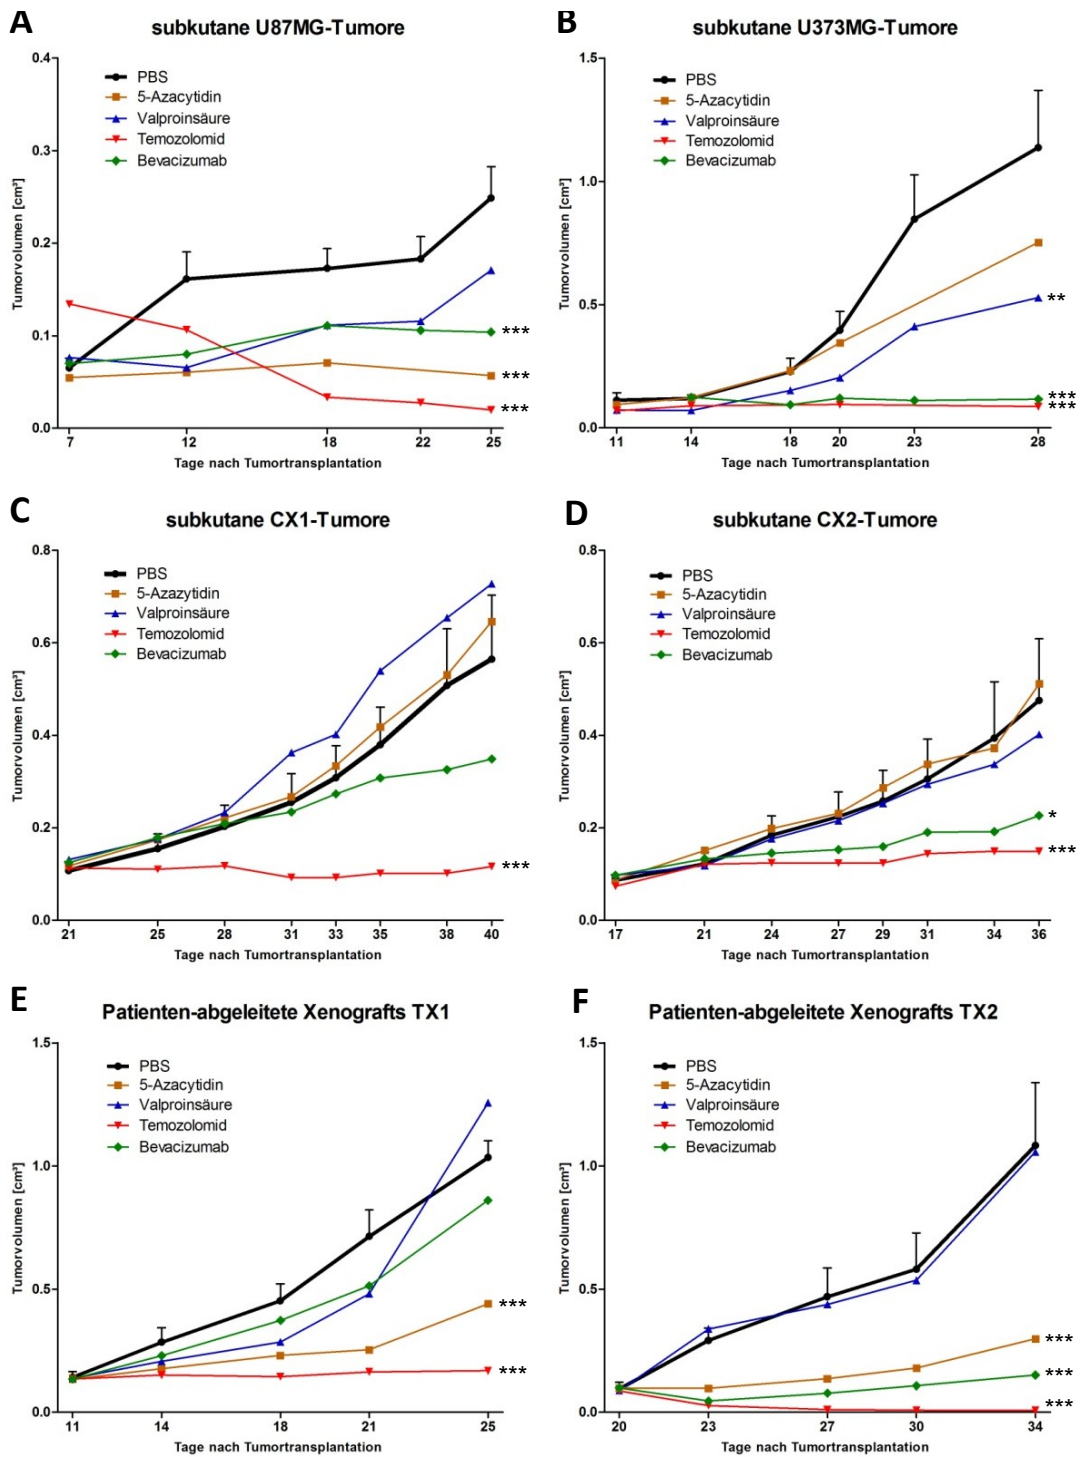 A
subkutane U87MG-Tumore
0.4
0.3
0.2
0.1
0.0
Tumorvolumen [cm³]
PBS
5-Azacytidin
Valproinsäure
Temozolomid
Bevacizumab
***
***
***
7 12 18 22 25
Tage nach Tumortransplantation
B
subkutane U373MG-Tumore
1.5
1.0
0.5
0.0
Tumorvolumen [cm³]
PBS
5-Azacytidin
Valproinsäure
Temozolomid
Bevacizumab
**
***
***
11 14 18 20 23 28
Tage nach Tumortransplantation
C
subkutane CX1-Tumore
0.8
0.6
0.4
0.2
0.0
Tumorvolumen [cm³]
PBS
5-Azazytidin
Valproinsäure
Temozolomid
Bevacizumab
***
21 25 28 31 33 35 38 40
Tage nach Tumortransplantation
D
subkutane CX2-Tumore
0.8
0.6
0.4
0.2
0.0
Tumorvolumen [cm³]
PBS
5-Azacytidin
Valproinsäure
Temozolomid
Bevacizumab
*
***
17 21 24 27 29 31 34 36
Tage nach Tumortransplantation
E
Patienten-abgeleitete Xenografts TX1
1.5
1.0
0.5
0.0
Tumorvolumen [cm³]
PBS
5-Azacytidin
Valproinsäure
Temozolomid
Bevacizumab
***
***
11 14 18 21 25
Tage nach Tumortransplantation
F
Patienten-abgeleitete Xenografts TX2
1.5
1.0
0.5
0.0
Tumorvolumen [cm³]
PBS
5-Azacytidin
Valproinsäure
Temozolomid
Bevacizumab
***
***
***
20 23 27 30 34
Tage nach Tumortransplantation